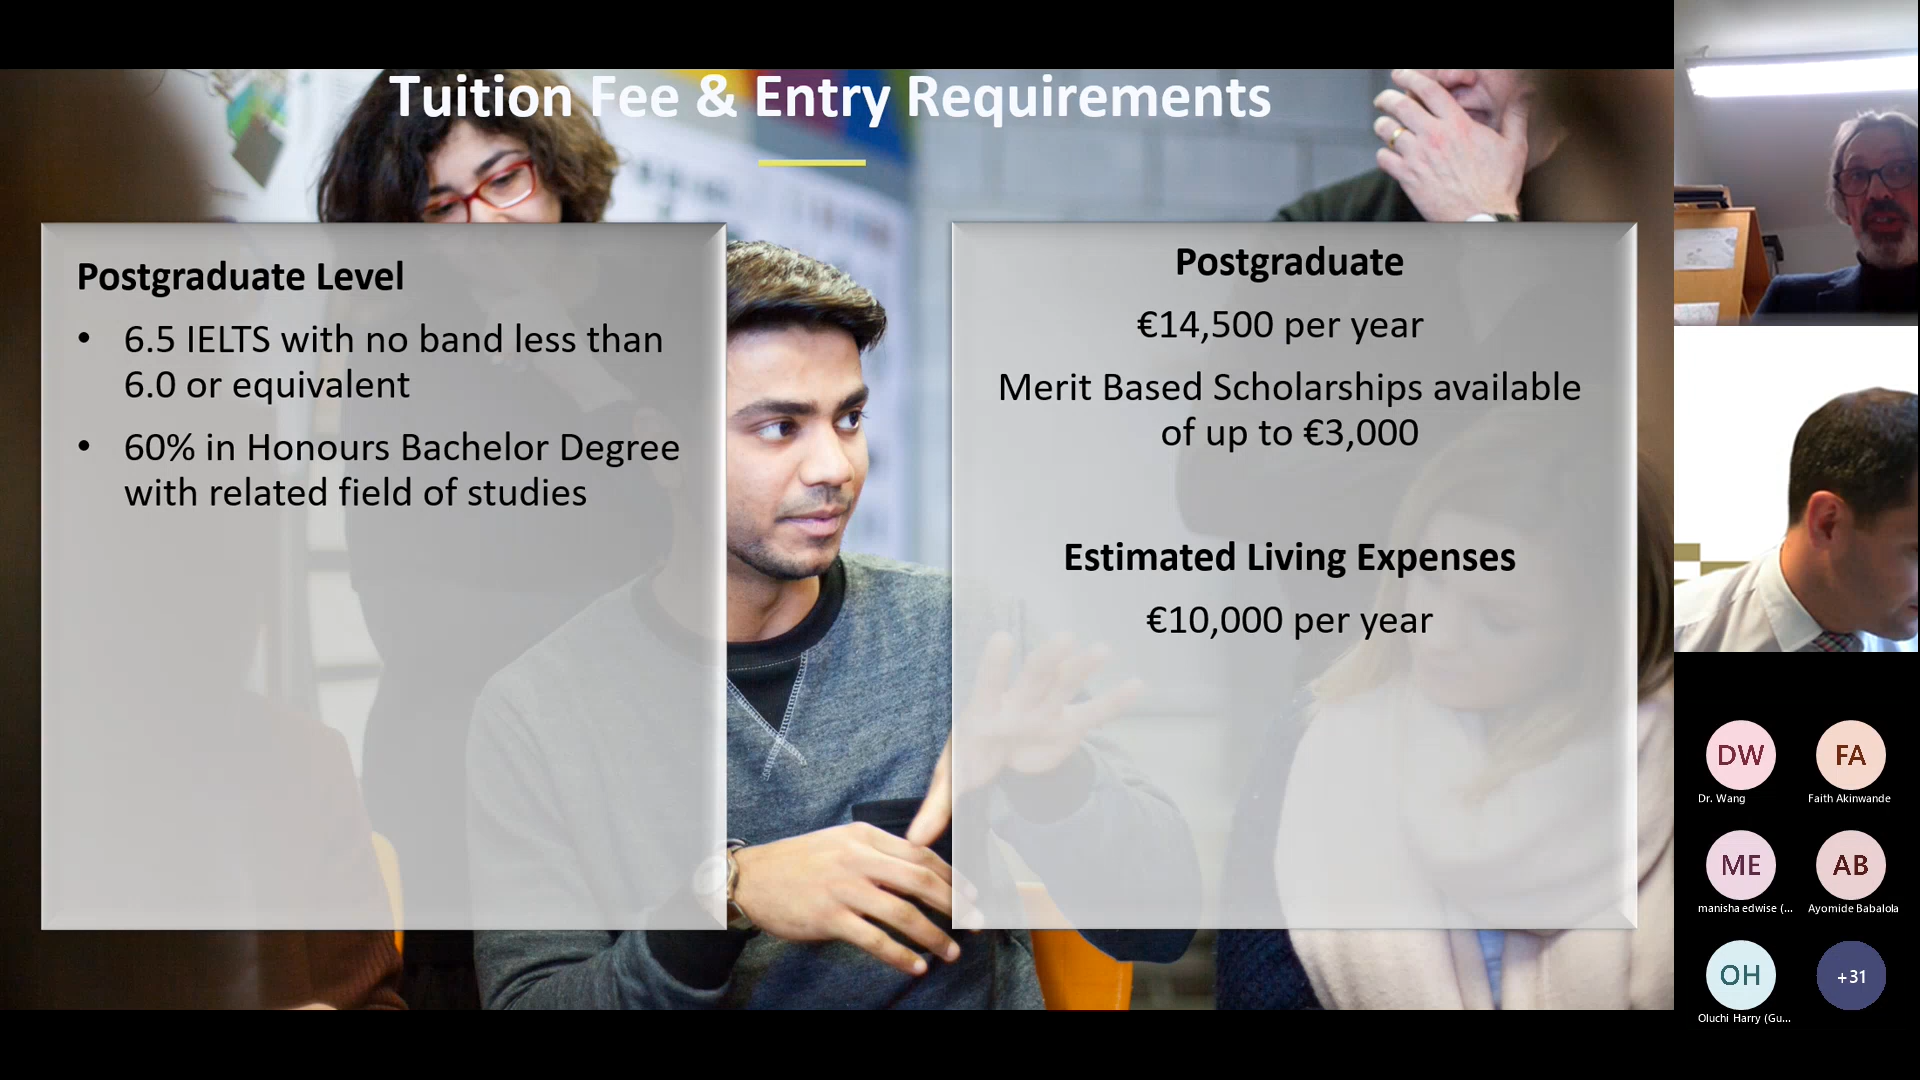 Tuition Fee & Entry Requirements
Postgraduate Level
• 6.5 IELTS with no band less than
6.0 or equivalent
• 60% in Honours Bachelor Degree
with related field of studies
Postgraduate
€14,500 per year
Merit Based Scholarships available
of up to €3,000
Estimated Living Expenses
€10,000 per year
DW
Dr. Wang
FA
Faith Akinwande
ME
manisha edwise (...
AB
Ayomide Babalola
OH
Oluchi Harry (Gu...
+31